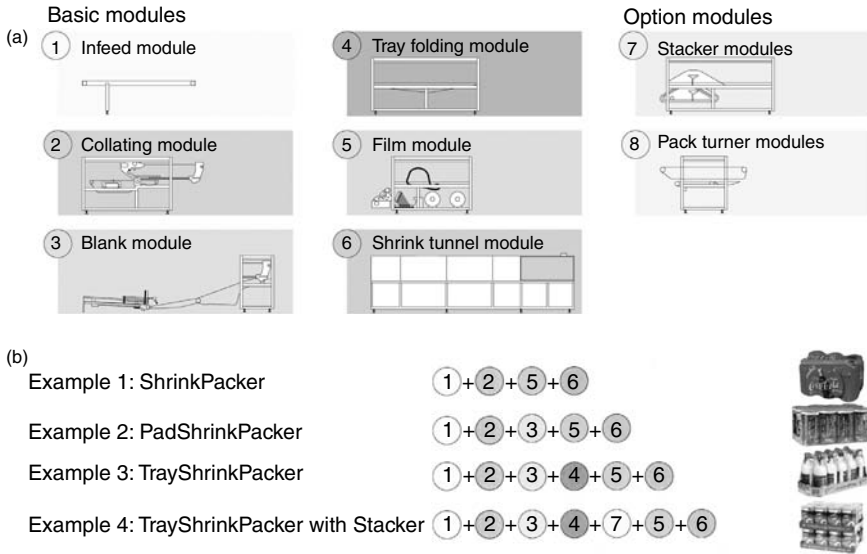 Basic modules
Option modules
(a)
1 Infeed module
4 Tray folding module
7 Stacker modules
2 Collating module
5 Film module
8 Pack turner modules
3 Blank module
6 Shrink tunnel module
(b)
Example 1: ShrinkPacker 1+2+5+6
Example 2: PadShrinkPacker 1+2+3+5+6
Example 3: TrayShrinkPacker 1+2+3+4+5+6
Example 4: TrayShrinkPacker with Stacker 1+2+3+4+7+5+6